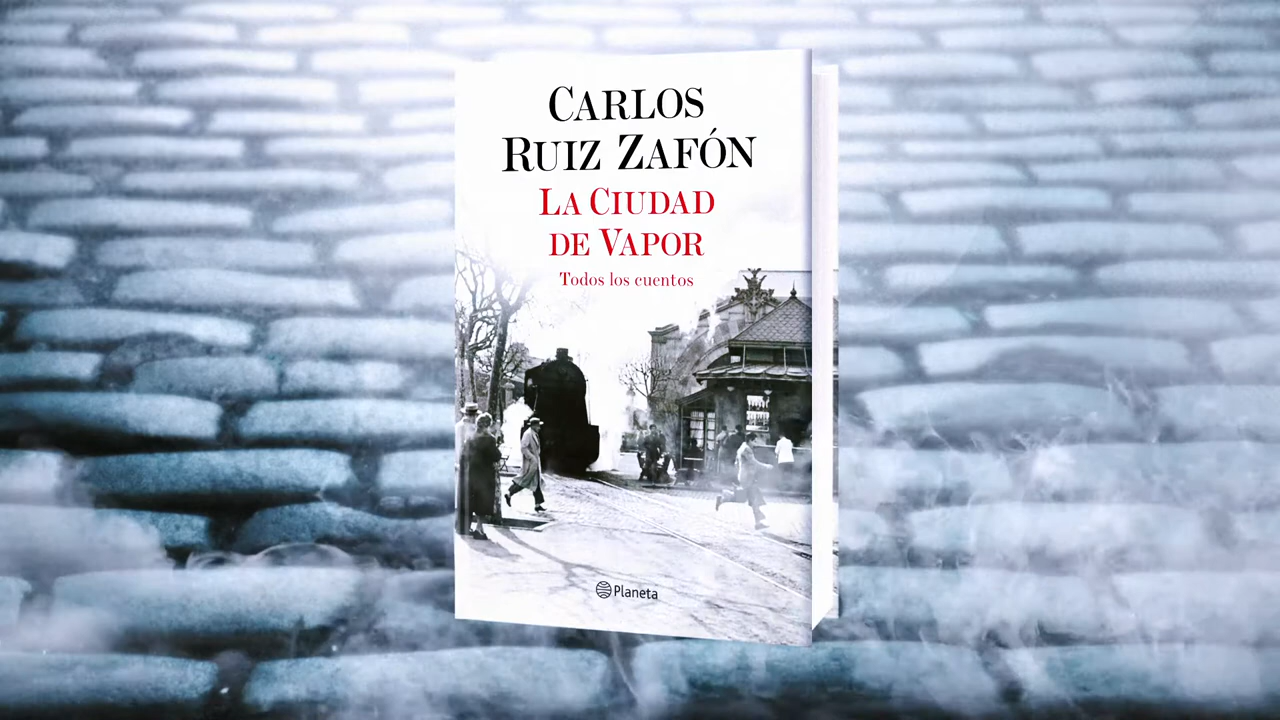 CARLOS
RUIZ ZAFÓN
LA CIUDAD
DE VAPOR
Todos los cuentos
Planeta